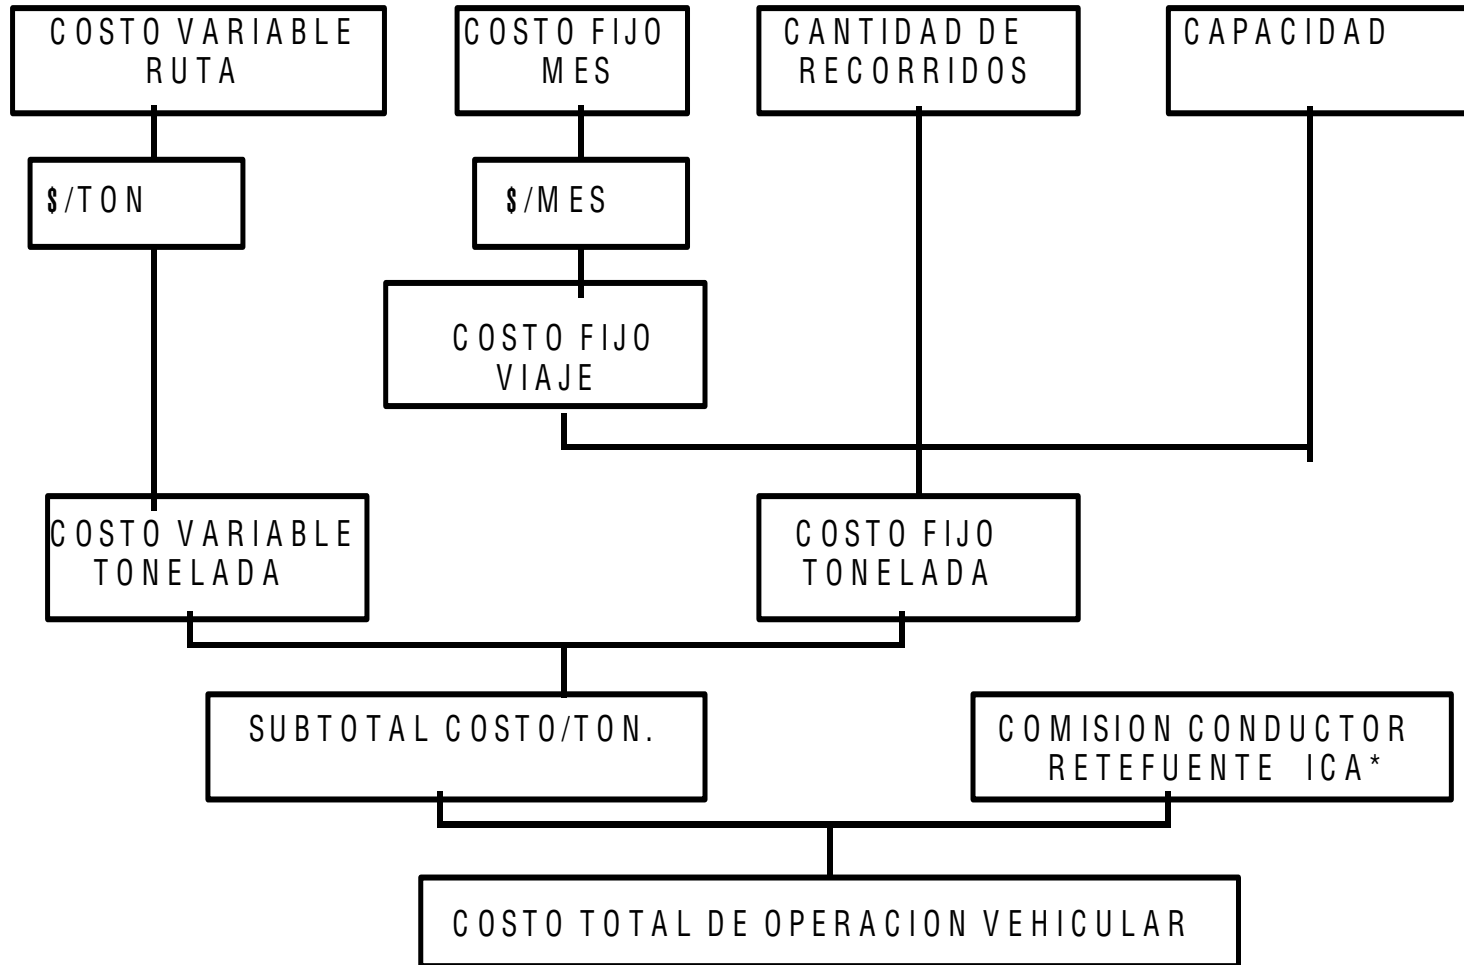 COSTO VARIABLE
RUTA
COSTO FIJO
MES
CANTIDAD DE
RECORRIDOS
CAPACIDAD
$/TON
$/MES
COSTO FIJO
VIAJE
COSTO VARIABLE
TONELADA
COSTO FIJO
TONELADA
SUBTOTAL COSTO/TON.
COMISION CONDUCTOR
RETEFUENTE ICA*
COSTO TOTAL DE OPERACION VEHICULAR